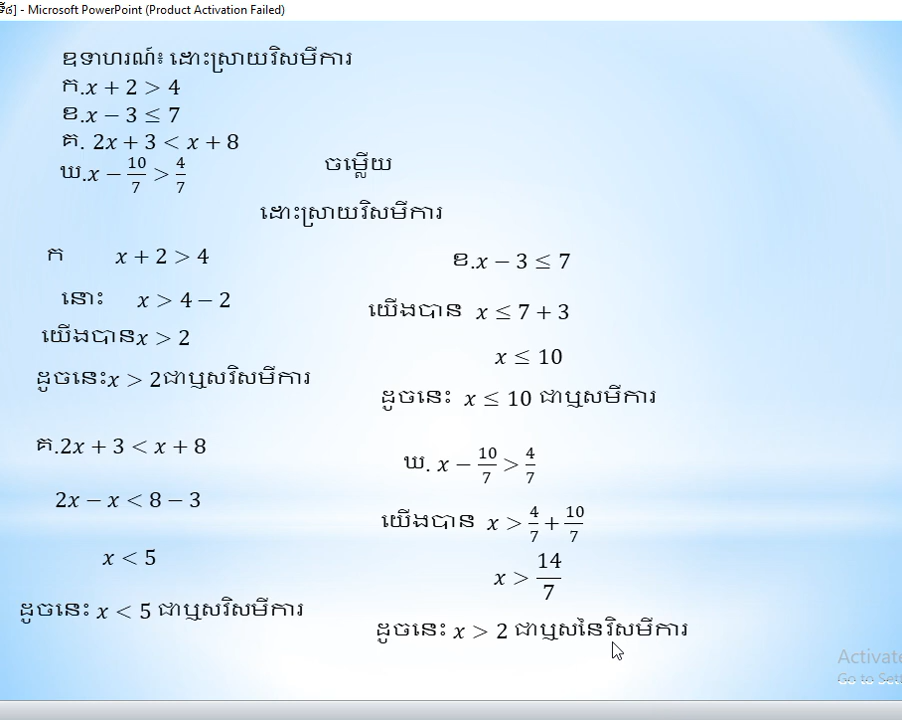 ទី៨] - Microsoft PowerPoint (Product Activation Failed)
ឧទាហរណ៍៖ ដោះស្រាយវិសមីការ
ក.x + 2 > 4
ខ.x − 3 ≤ 7
គ. 2x + 3 < x + 8
ឃ.x − 10/7 > 4/7
ចម្លើយ
ដោះស្រាយវិសមីការ
ក x + 2 > 4
នោះ x > 4 − 2
យើងបានx > 2
ដូចនេះx > 2ជាឬសវិសមីការ
ខ.x − 3 ≤ 7
យើងបាន x ≤ 7 + 3
x ≤ 10
ដូចនេះ x ≤ 10 ជាឬសមីការ
គ.2x + 3 < x + 8
2x − x < 8 − 3
x < 5
ដូចនេះ x < 5 ជាឬសវិសមីការ
ឃ. x − 10/7 > 4/7
យើងបាន x > 4/7 + 10/7
x > 14/7
ដូចនេះ x > 2 ជាឬសនៃវិសមីការ
Activate
Go to Set